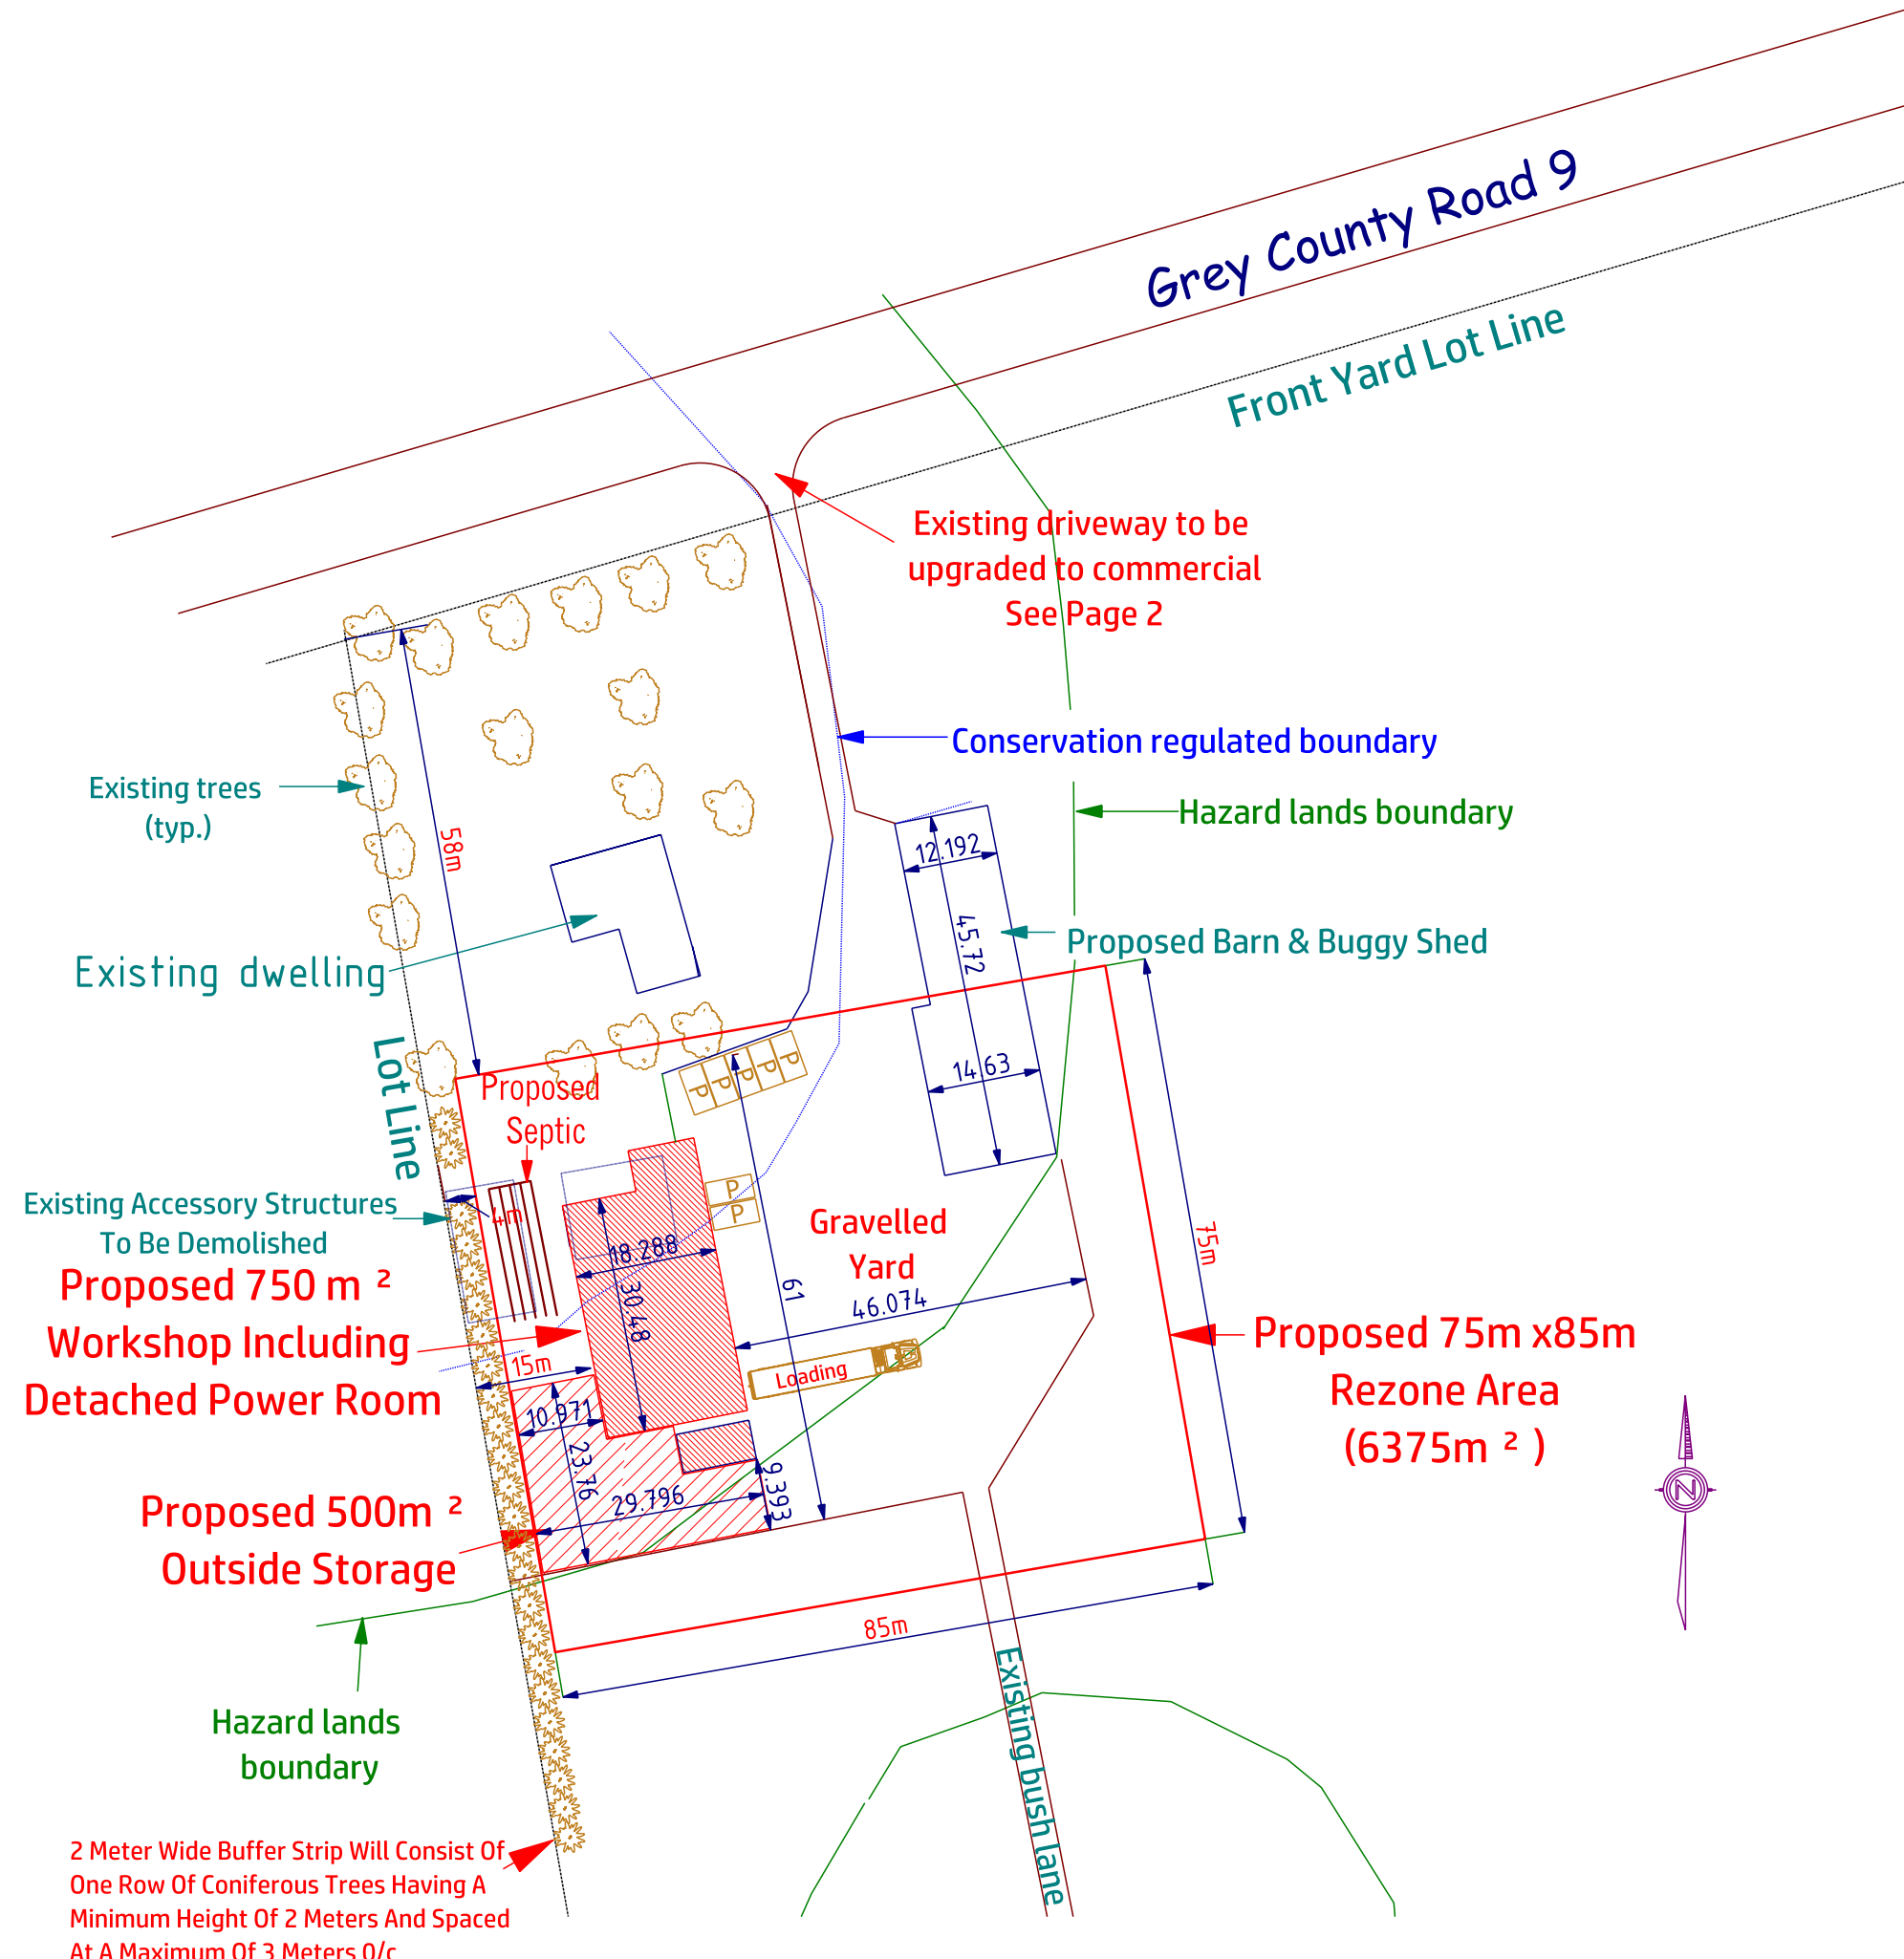 Grey County Road 9
Front Yard Lot Line
Existing driveway to be
upgraded to commercial
See Page 2
Conservation regulated boundary
Hazard lands boundary
Existing trees
(typ.)
58m
12.192
45.72
Proposed Barn & Buggy Shed
Existing dwelling
Lot Line
14.63
P
P
P
P
P
Proposed
Septic
Existing Accessory Structures
To Be Demolished
4m
P
P
Gravelled
Yard
75m
18.288
30.48
61
46.074
Proposed 750 m ²
Workshop Including
Detached Power Room
15m
Loading
Proposed 75m x85m
Rezone Area
(6375m ² )
10.971
23.76
29.796
9.393
N
Proposed 500m ²
Outside Storage
85m
Existing bush lane
Hazard lands
boundary
2 Meter Wide Buffer Strip Will Consist Of
One Row Of Coniferous Trees Having A
Minimum Height Of 2 Meters And Spaced
At A Maximum Of 3 Meters O/c